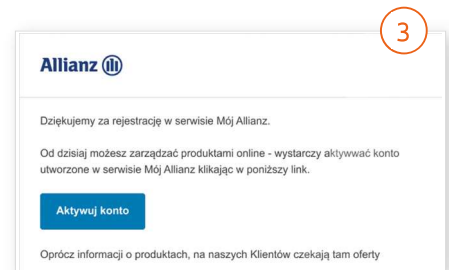 3
Allianz
Dziękujemy za rejestrację w serwisie Mój Allianz.
Od dzisiaj możesz zarządzać produktami online - wystarczy aktywwać konto
utworzone w serwisie Mój Allianz klikając w poniższy link.
Aktywuj konto
Oprócz informacji o produktach, na naszych Klientów czekają tam oferty